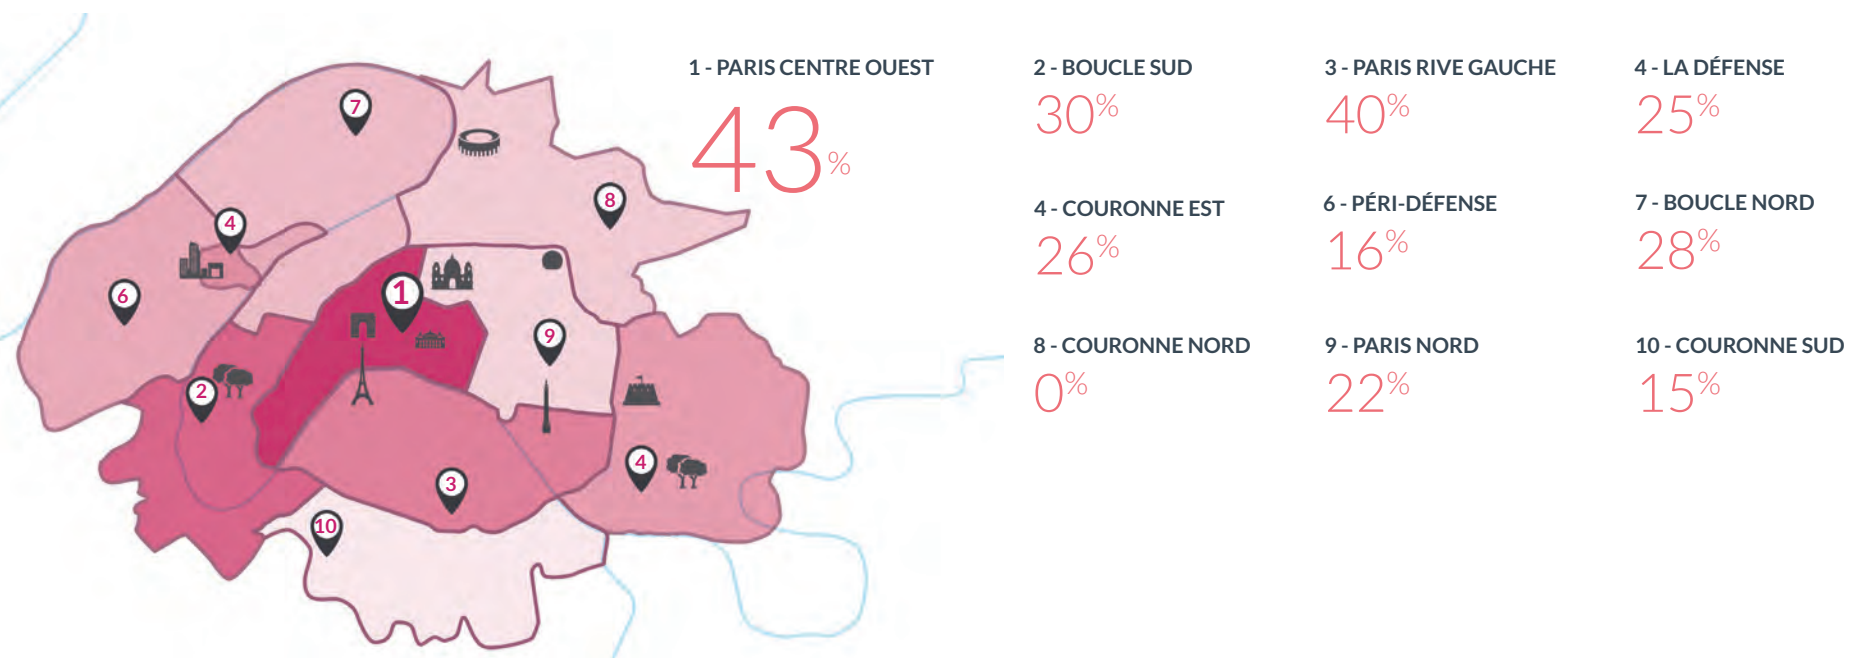 7
8
4
6
1
9
2
4
3
10
1 - PARIS CENTRE OUEST
43%
2 - BOUCLE SUD
30%
3 - PARIS RIVE GAUCHE
40%
4 - LA DÉFENSE
25%
4 - COURONNE EST
26%
6 - PÉRI-DÉFENSE
16%
7 - BOUCLE NORD
28%
8 - COURONNE NORD
0%
9 - PARIS NORD
22%
10 - COURONNE SUD
15%